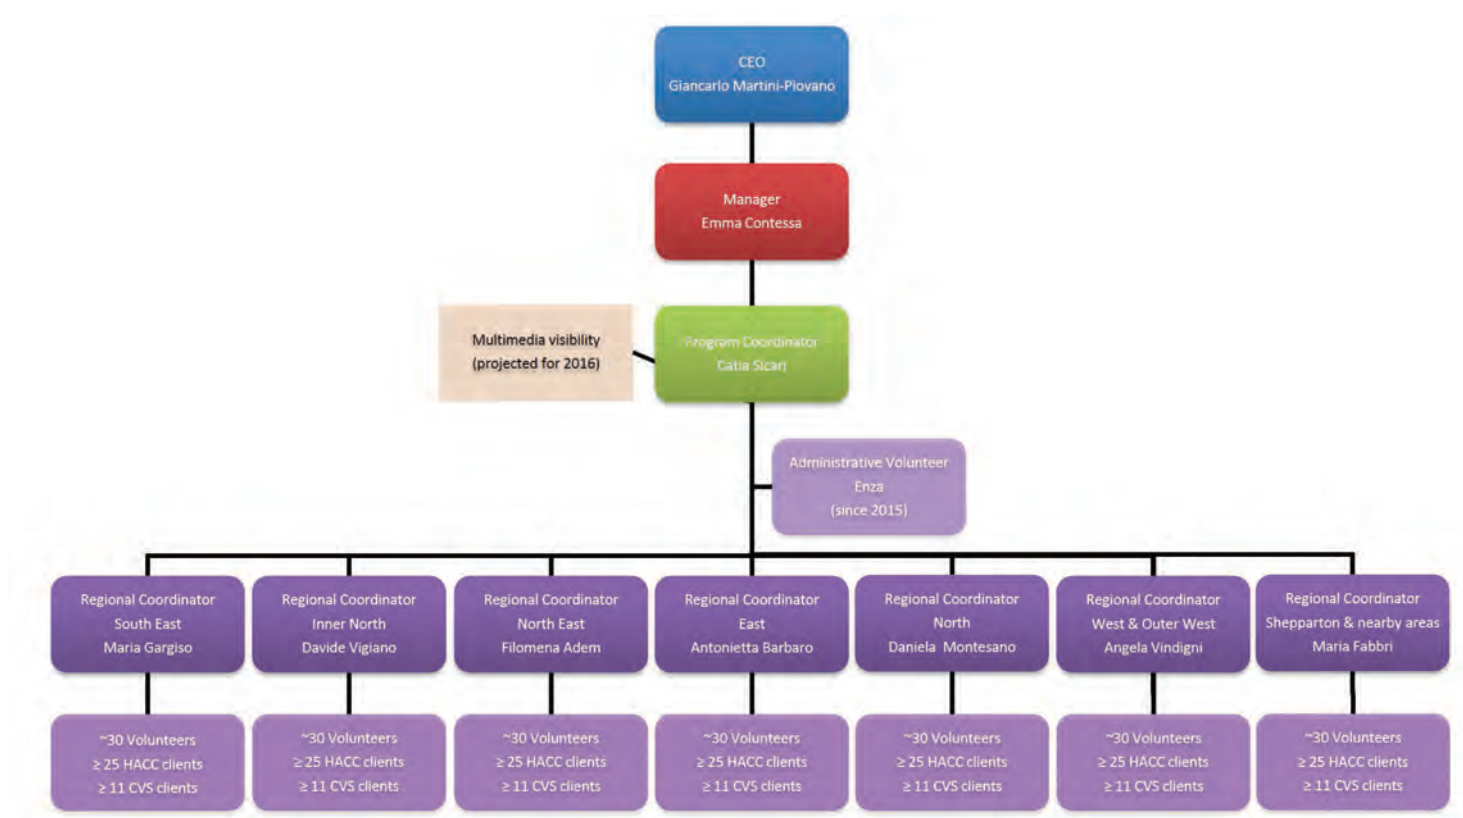 CEO
Giancarlo Martini-Piovano
Manager
Emma Contessa
Multimedia visibility
(projected for 2016)
Program Coordinator
Catia Sicari
Administrative Volunteer
Enza
(since 2015)
Regional Coordinator
South East
Maria Gargiso
Regional Coordinator
Inner North
Davide Vigiano
Regional Coordinator
North East
Filomena Adem
Regional Coordinator
East
Antonietta Barbaro
Regional Coordinator
North
Daniela Montesano
Regional Coordinator
West & Outer West
Angela Vindigni
Regional Coordinator
Shepparton & nearby areas
Maria Fabbri
~30 Volunteers
≥ 25 HACC clients
≥ 11 CVS clients
~30 Volunteers
≥ 25 HACC clients
≥ 11 CVS clients
~30 Volunteers
≥ 25 HACC clients
≥ 11 CVS clients
~30 Volunteers
≥ 25 HACC clients
≥ 11 CVS clients
~30 Volunteers
≥ 25 HACC clients
≥ 11 CVS clients
~30 Volunteers
≥ 25 HACC clients
≥ 11 CVS clients
~30 Volunteers
≥ 25 HACC clients
≥ 11 CVS clients